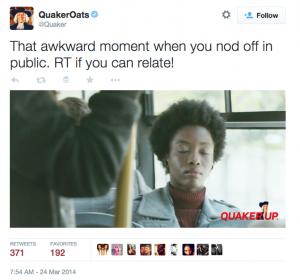 QuakerOats
@Quaker
Follow
That awkward moment when you nod off in
public. RT if you can relate!
QUAKER UP
RETWEETS FAVORITES
371 192
7:54 AM - 24 Mar 2014